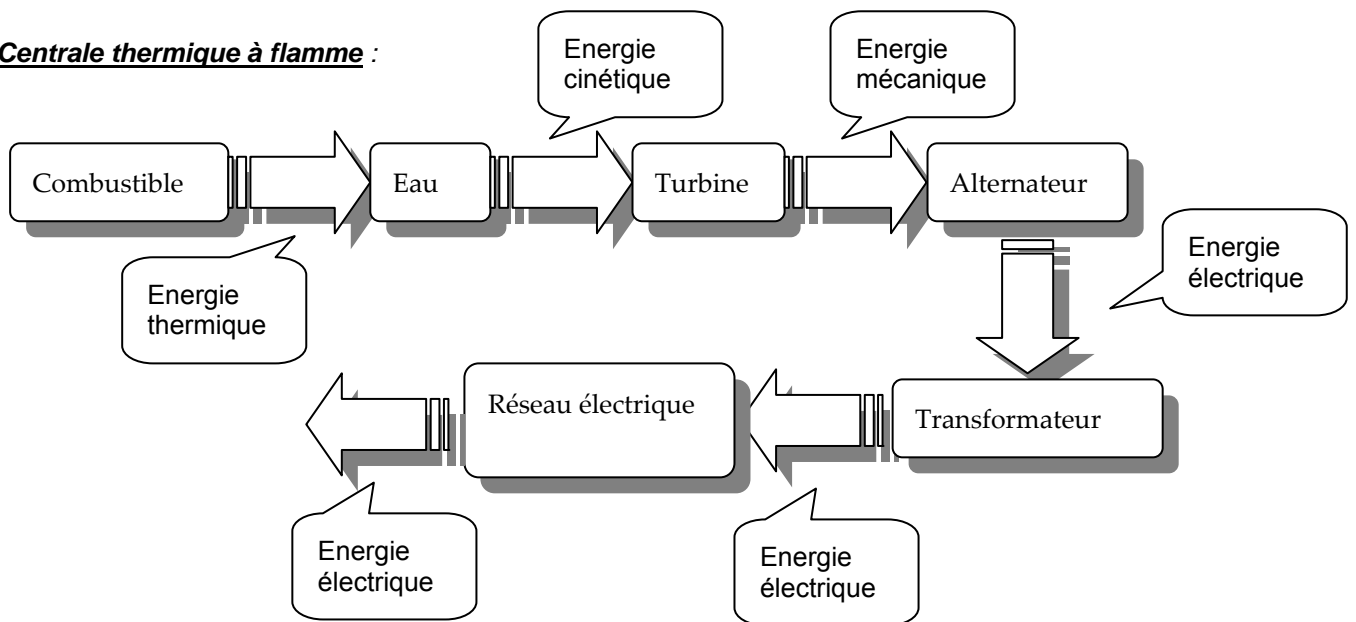 Centrale thermique à flamme :
Energie
cinétique
Energie
mécanique
Combustible
Eau
Turbine
Alternateur
Energie
thermique
Energie
électrique
Réseau électrique
Transformateur
Energie
électrique
Energie
électrique